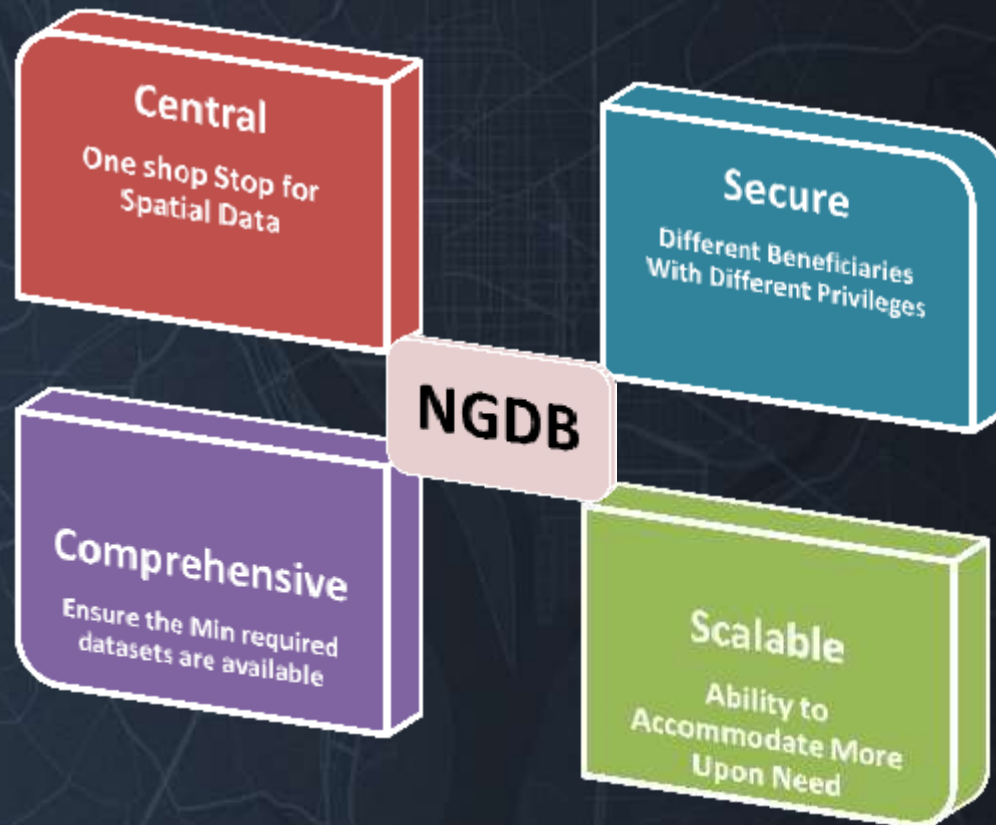 Central
One shop Stop for
Spatial Data
Secure
Different Beneficiaries
With Different Privileges
NGDB
Comprehensive
Ensure the Min required
datasets are available
Scalable
Ability to
Accommodate More
Upon Need